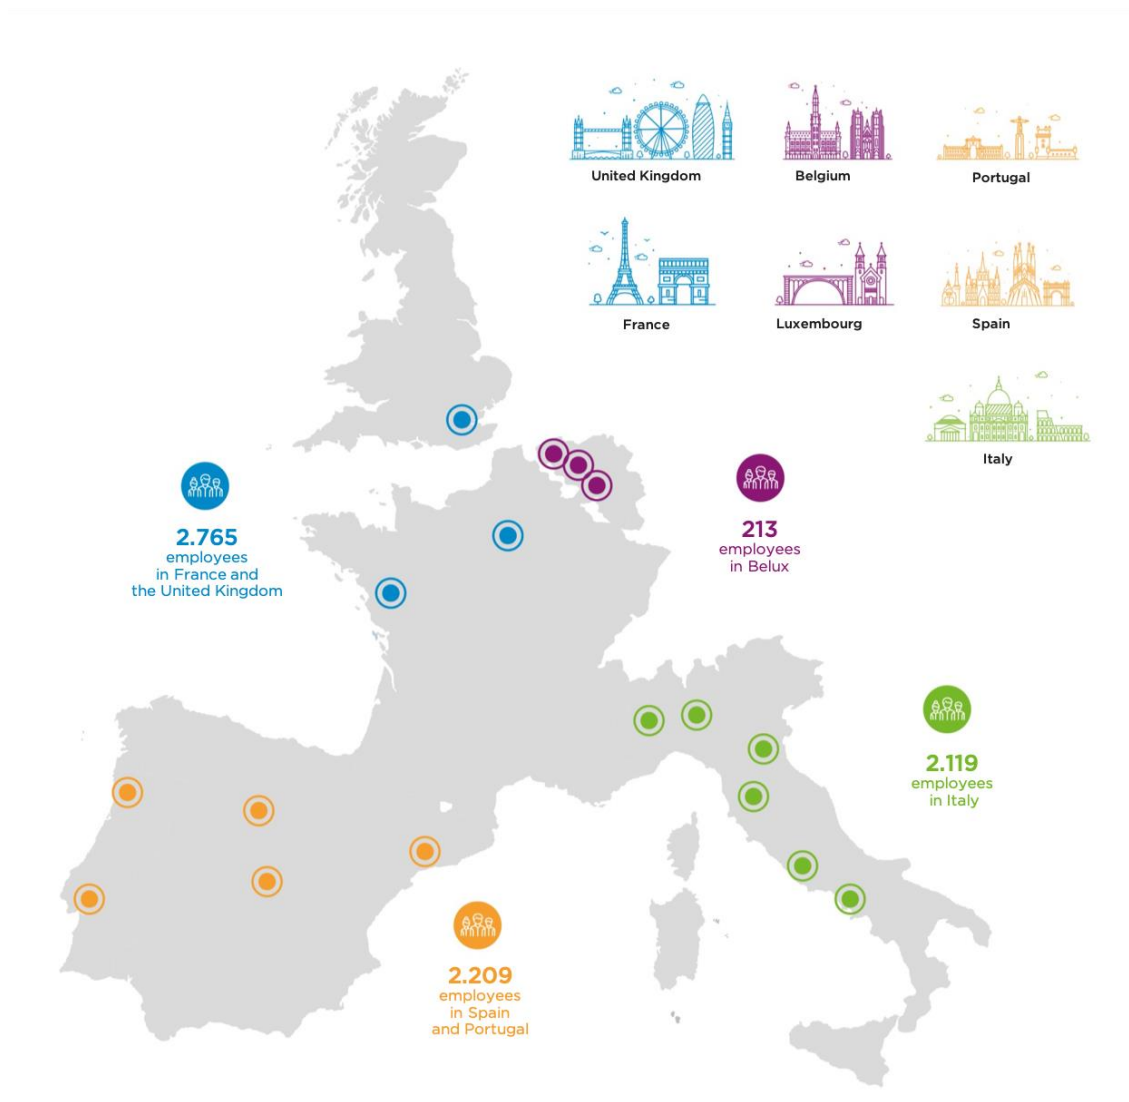 United Kingdom
Belgium
Portugal
France
Luxembourg
Spain
Italy
2.765
employees
in France and
the United Kingdom
213
employees
in Belux
2.119
employees
in Italy
2.209
employees
in Spain
and Portugal